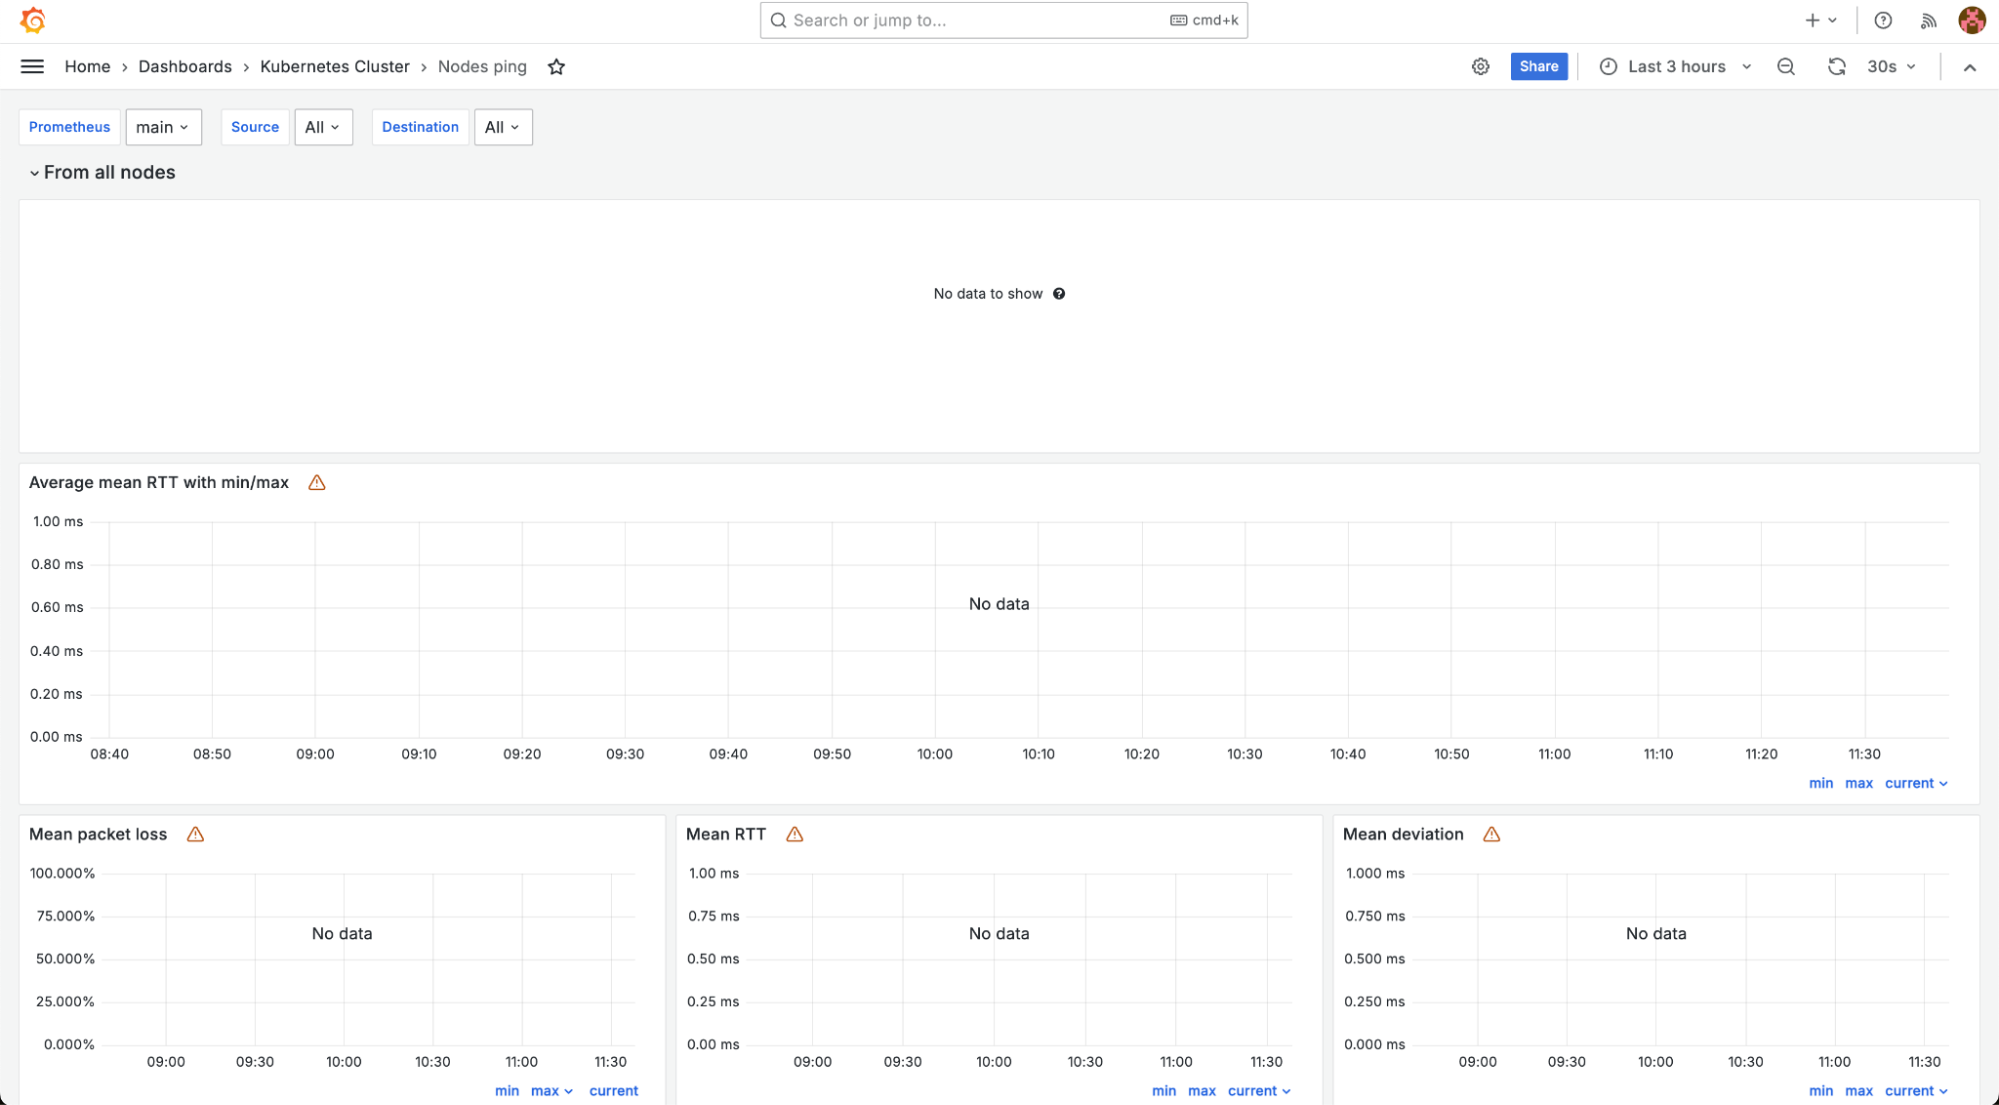 Search or jump to... cmd+k
Home › Dashboards › Kubernetes Cluster › Nodes ping
Share Last 3 hours 30s
Prometheus main Source All Destination All
From all nodes
No data to show
Average mean RTT with min/max
1.00 ms
0.80 ms
0.60 ms
No data
0.40 ms
0.20 ms
0.00 ms
08:40 08:50 09:00 09:10 09:20 09:30 09:40 09:50 10:00 10:10 10:20 10:30 10:40 10:50 11:00 11:10 11:20 11:30
min max current
Mean packet loss
100.000%
75.000%
No data
50.000%
25.000%
0.000%
09:00 09:30 10:00 10:30 11:00 11:30
min max current
Mean RTT
1.00 ms
0.75 ms
No data
0.50 ms
0.25 ms
0.00 ms
09:00 09:30 10:00 10:30 11:00 11:30
min max current
Mean deviation
1.000 ms
0.750 ms
No data
0.500 ms
0.250 ms
0.000 ms
09:00 09:30 10:00 10:30 11:00 11:30
min max current